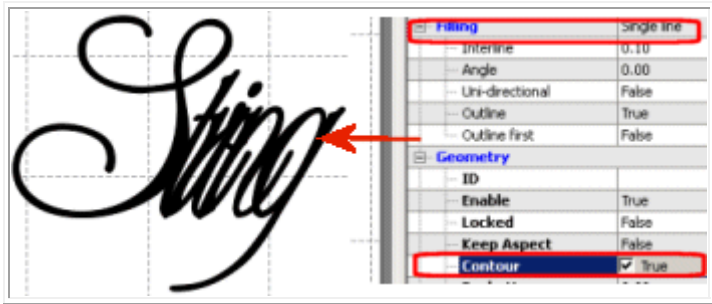 String
Filling Single line
Interline 0.10
Angle 0.00
Uni-directional False
Outline True
Outline first False
Geometry
ID
Enable True
Locked False
Keep Aspect False
Contour True